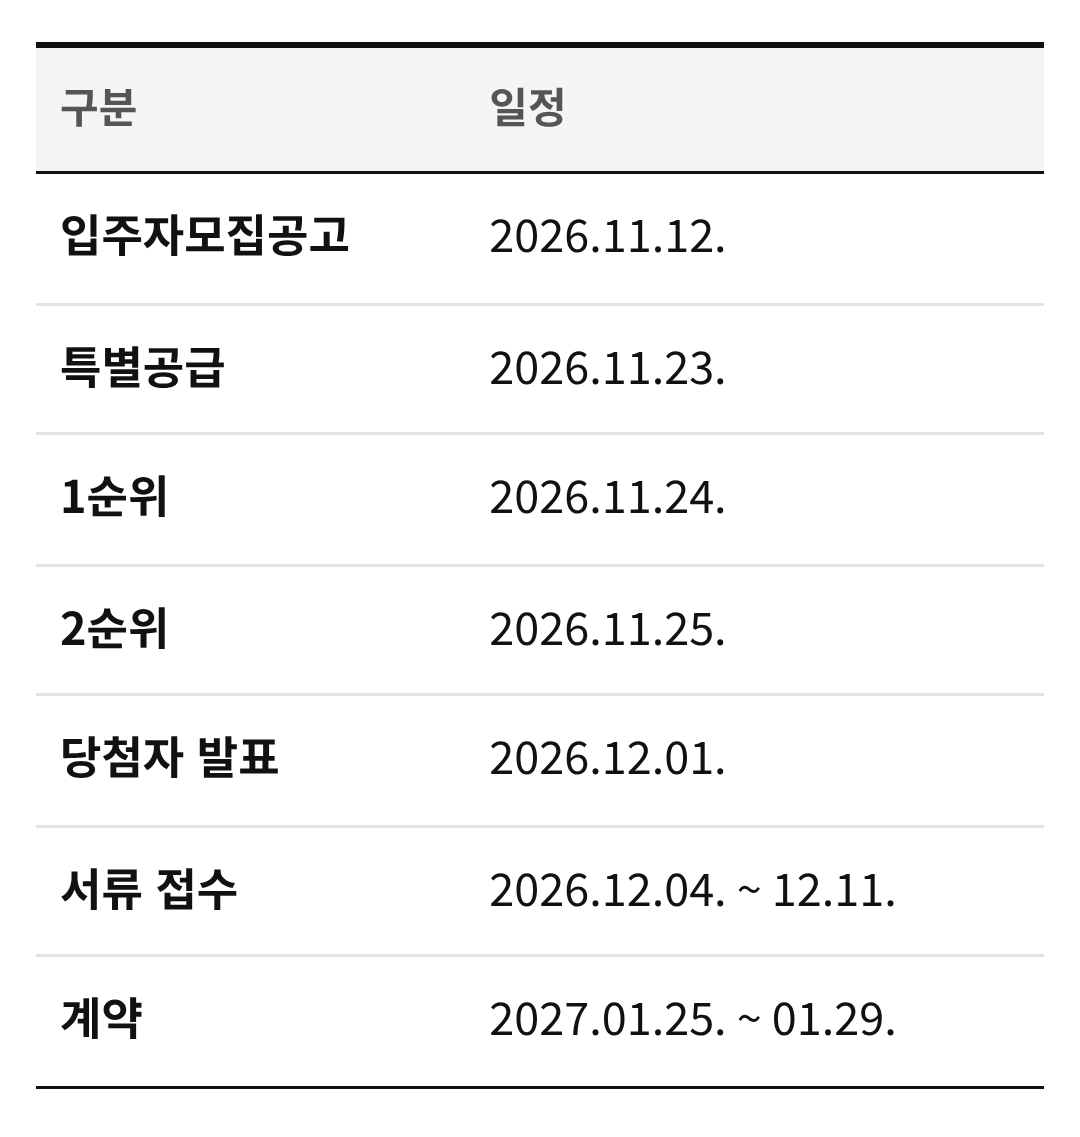 구분 일정
입주자모집공고 2026.11.12.
특별공급 2026.11.23.
1순위 2026.11.24.
2순위 2026.11.25.
당첨자 발표 2026.12.01.
서류 접수 2026.12.04. ~ 12.11.
계약 2027.01.25. ~ 01.29.